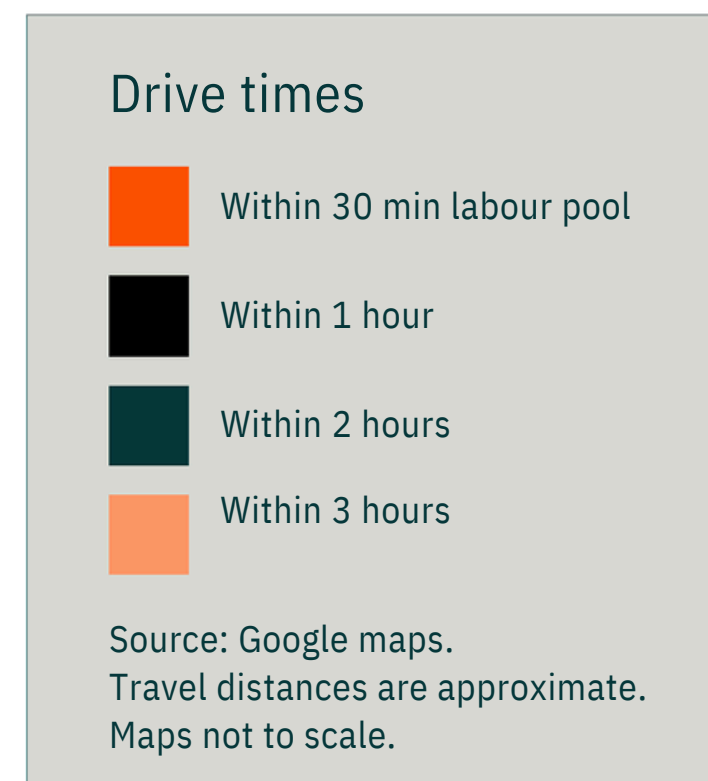 Drive times
Within 30 min labour pool
Within 1 hour
Within 2 hours
Within 3 hours
Source: Google maps.
Travel distances are approximate.
Maps not to scale.